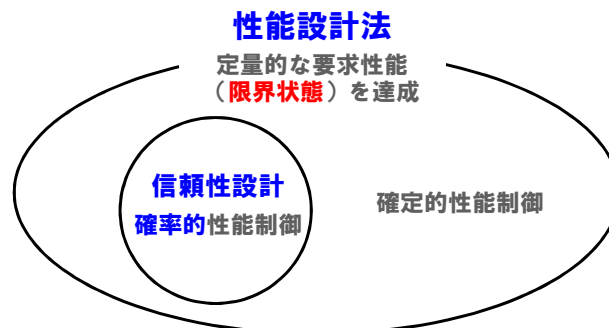 性能設計法
定量的な要求性能
（限界状態）を達成
信頼性設計
確率的性能制御
確定的性能制御